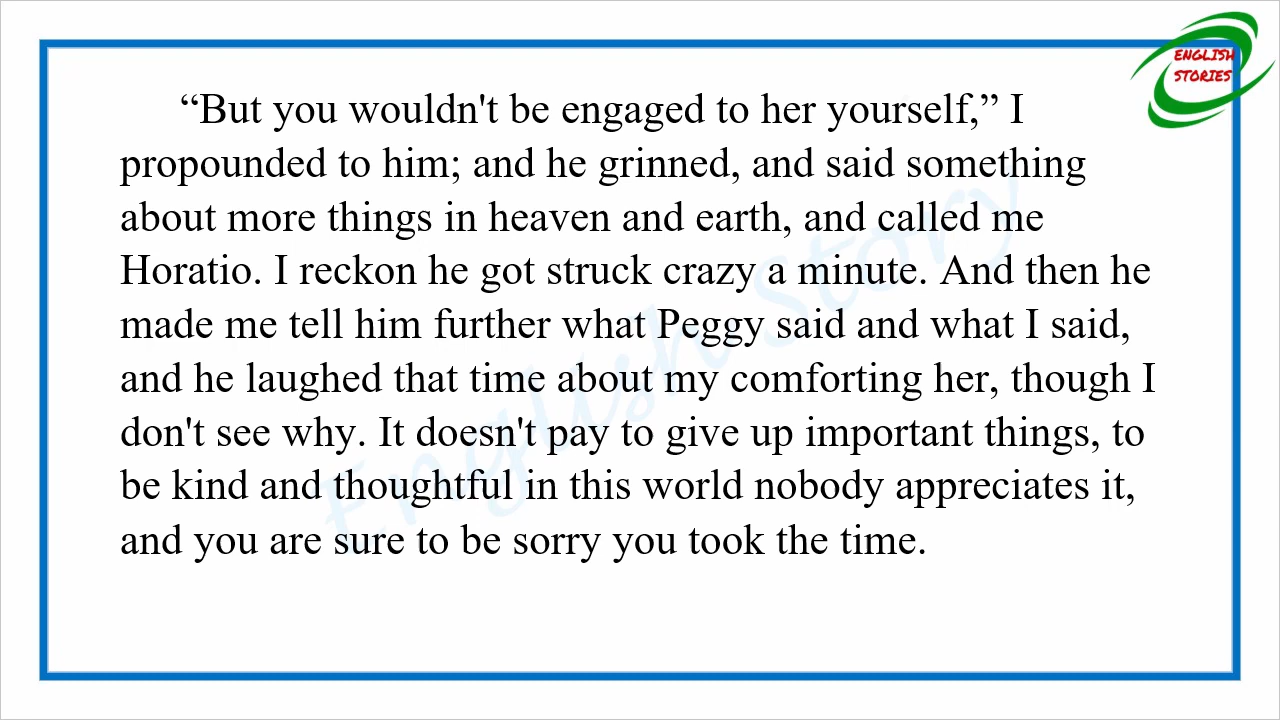 ENGLISH
STORIES
“But you wouldn't be engaged to her yourself,” I
propounded to him; and he grinned, and said something
about more things in heaven and earth, and called me
Horatio. I reckon he got struck crazy a minute. And then he
made me tell him further what Peggy said and what I said,
and he laughed that time about my comforting her, though I
don't see why. It doesn't pay to give up important things, to
be kind and thoughtful in this world nobody appreciates it,
and you are sure to be sorry you took the time.
English Story